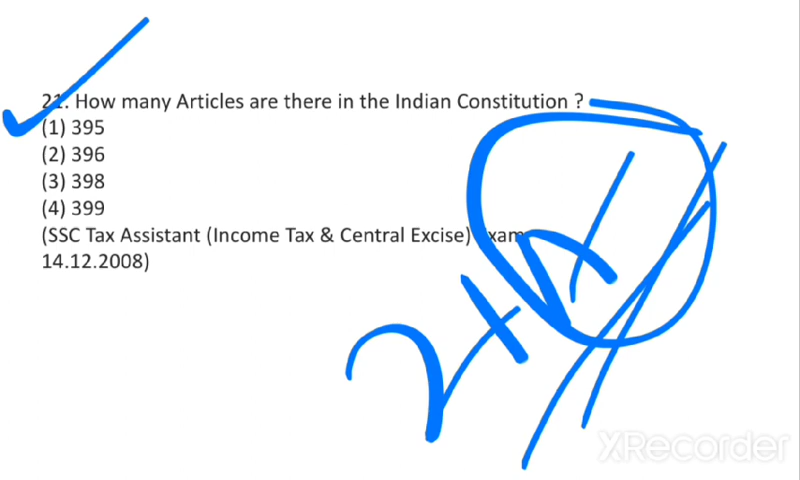 21. How many Articles are there in the Indian Constitution ?
(1) 395
(2) 396
(3) 398
(4) 399
(SSC Tax Assistant (Income Tax & Central Excise) Exam
14.12.2008)
XRecorder